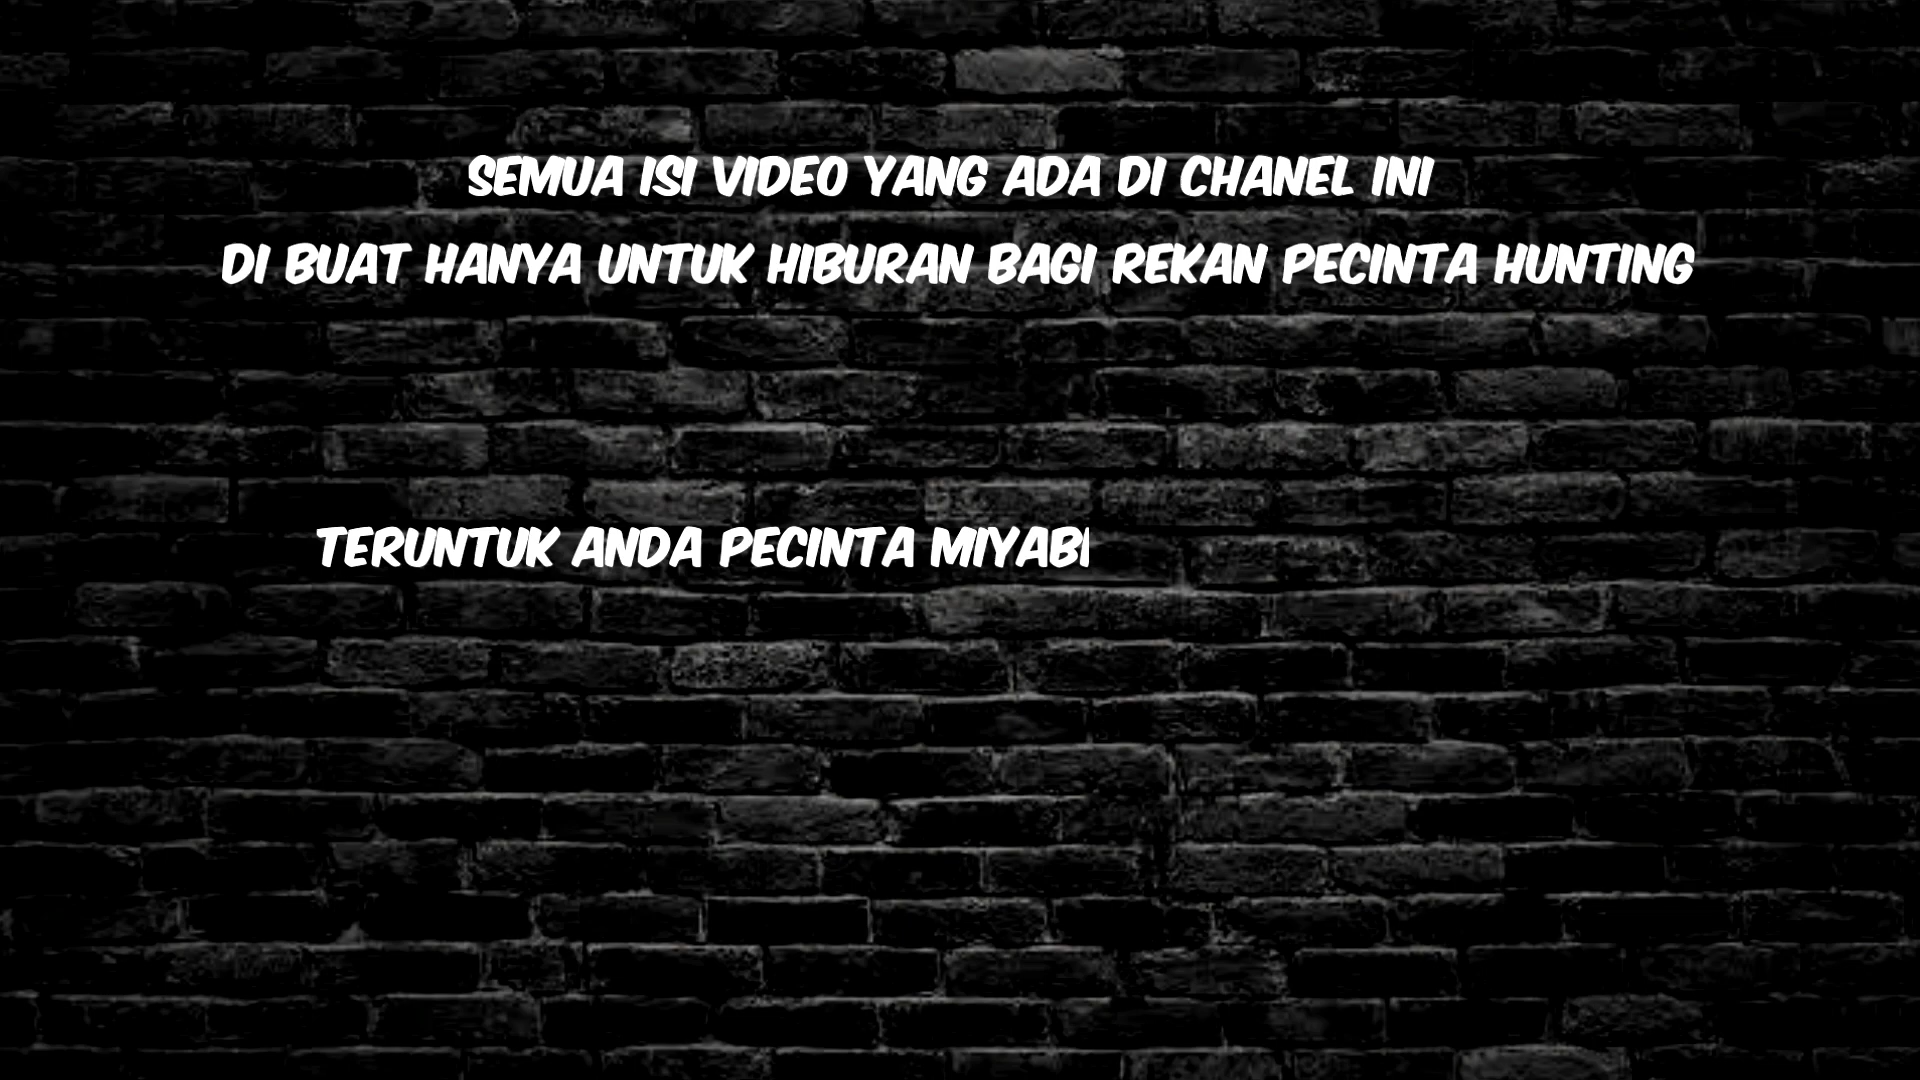 SEMUA ISI VIDEO YANG ADA DI CHANEL INI
DI BUAT HANYA UNTUK HIBURAN BAGI REKAN PECINTA HUNTING
TERUNTUK ANDA PECINTA MIYABI